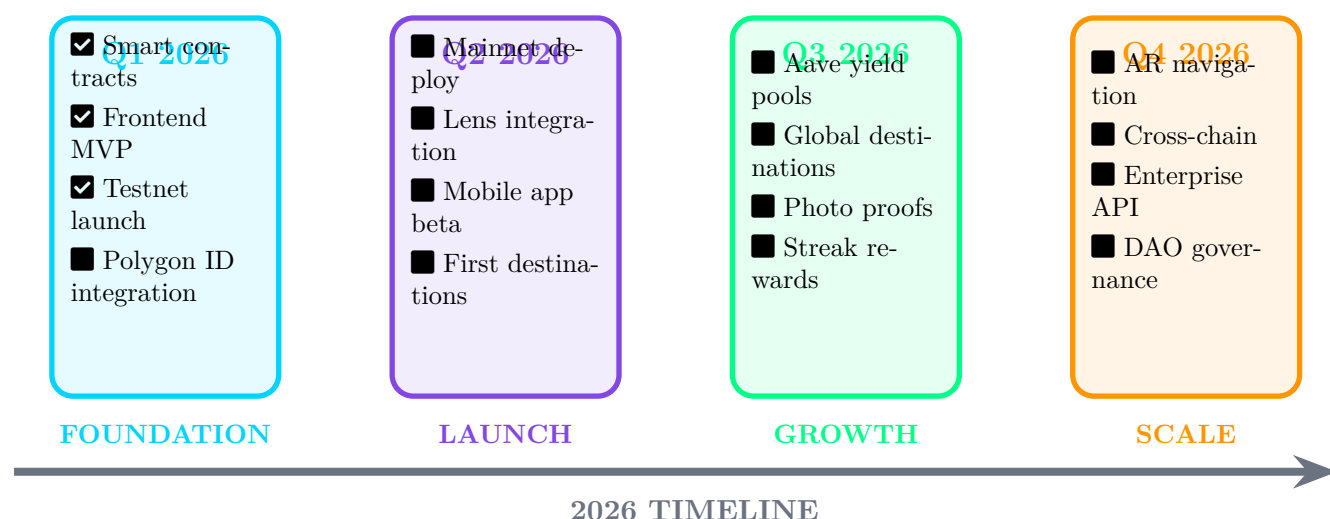 Q1 2026
Smart con-
tracts
Frontend
MVP
Testnet
launch
Polygon ID
integration
FOUNDATION
Q2 2026
Mainnet de-
ploy
Lens integra-
tion
Mobile app
beta
First destina-
tions
LAUNCH
Q3 2026
Aave yield
pools
Global desti-
nations
Photo proofs
Streak re-
wards
GROWTH
Q4 2026
AR naviga-
tion
Cross-chain
Enterprise
API
DAO gover-
nance
SCALE
2026 TIMELINE